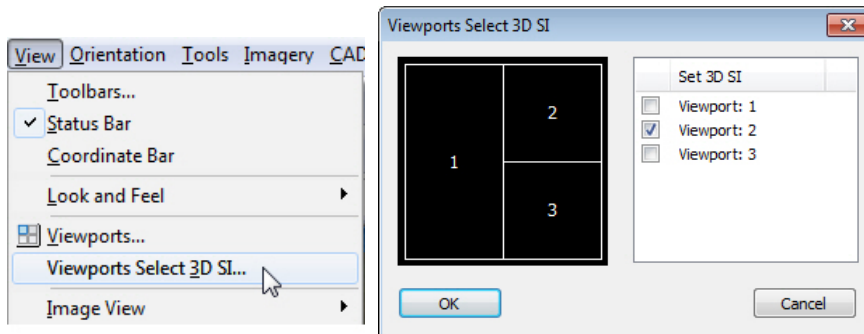 View Orientation Tools Imagery CAD
Toolbars...
Status Bar
Coordinate Bar
Look and Feel
Viewports...
Viewports Select 3D SI...
Image View
Viewports Select 3D SI
1
2
3
Set 3D SI
Viewport: 1
Viewport: 2
Viewport: 3
OK
Cancel